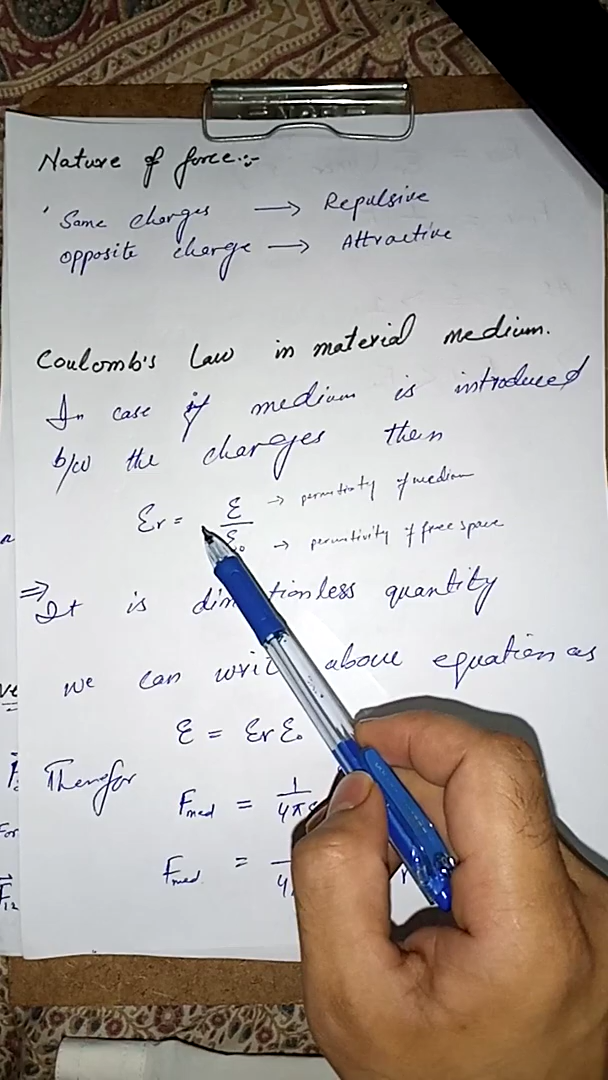 Nature of force:-
Same charges → Repulsive
opposite charge → Attractive
Coulomb's Law in material medium.
In case if medium is introduced
b/w the charges then
εr = ε/ε₀
→ permitivity of medium
→ permitivity of free space
⇒ It is dim tionless quantity
we can writ above equation as
ε = εr ε₀
Therefor
Fmed = 1/4π
Fmed =